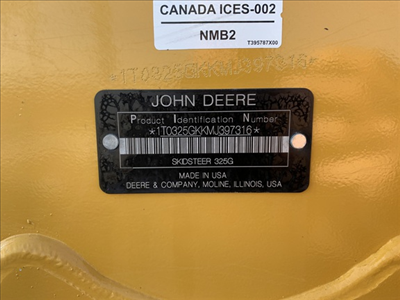 CANADA ICES-002
NMB2
T395787X00
*1T0325GKKMJ397316*
JOHN DEERE
Product Identification Number
*1T0325GKKMJ397316*
SKIDSTEER 325G
MADE IN USA
DEERE & COMPANY, MOLINE, ILLINOIS, USA